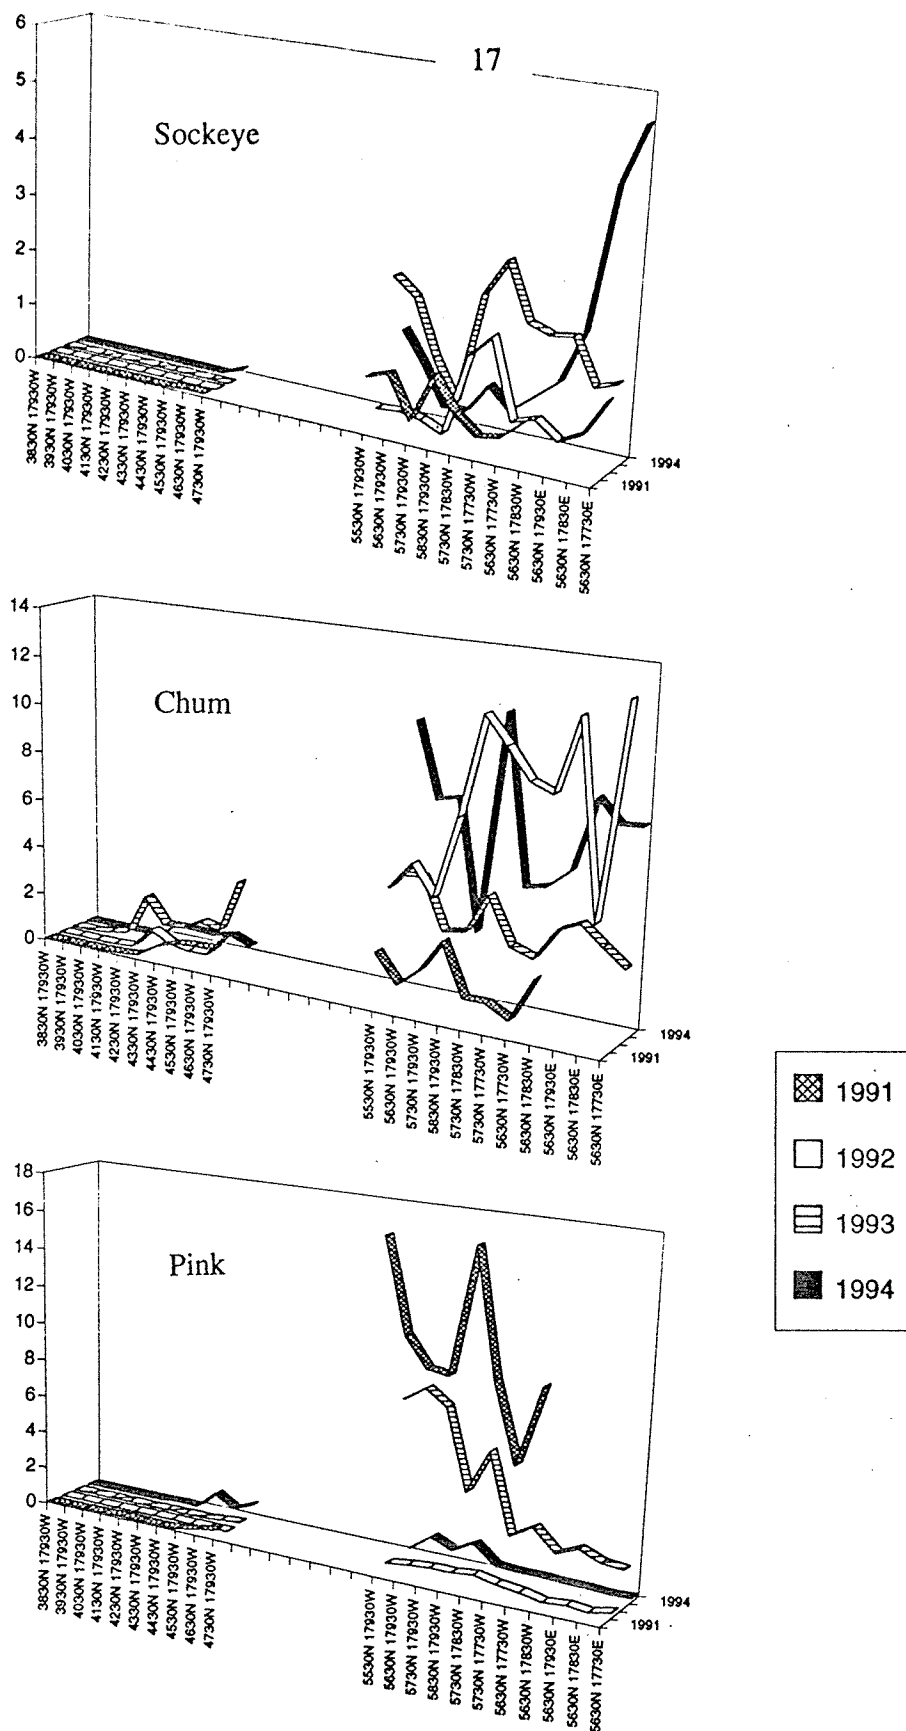 17
Sockeye
6
5
4
3
2
1
0
3830N 17930W
3930N 17930W
4030N 17930W
4130N 17930W
4230N 17930W
4330N 17930W
4430N 17930W
4530N 17930W
4630N 17930W
4730N 17930W
5530N 17930W
5630N 17930W
5730N 17930W
5830N 17930W
5730N 17830W
5730N 17730W
5630N 17730W
5630N 17830W
5630N 17930E
5630N 17830E
5630N 17730E
1991
1994
Chum
14
12
10
8
6
4
2
0
3830N 17930W
3930N 17930W
4030N 17930W
4130N 17930W
4230N 17930W
4330N 17930W
4430N 17930W
4530N 17930W
4630N 17930W
4730N 17930W
5530N 17930W
5630N 17930W
5730N 17930W
5830N 17930W
5730N 17830W
5730N 17730W
5630N 17730W
5630N 17830W
5630N 17930E
5630N 17830E
5630N 17730E
1991
1994
1991
1992
1993
1994
Pink
18
16
14
12
10
8
6
4
2
0
3830N 17930W
3930N 17930W
4030N 17930W
4130N 17930W
4230N 17930W
4330N 17930W
4430N 17930W
4530N 17930W
4630N 17930W
4730N 17930W
5530N 17930W
5630N 17930W
5730N 17930W
5830N 17930W
5730N 17830W
5730N 17730W
5630N 17730W
5630N 17830W
5630N 17930E
5630N 17830E
5630N 17730E
1991
1994